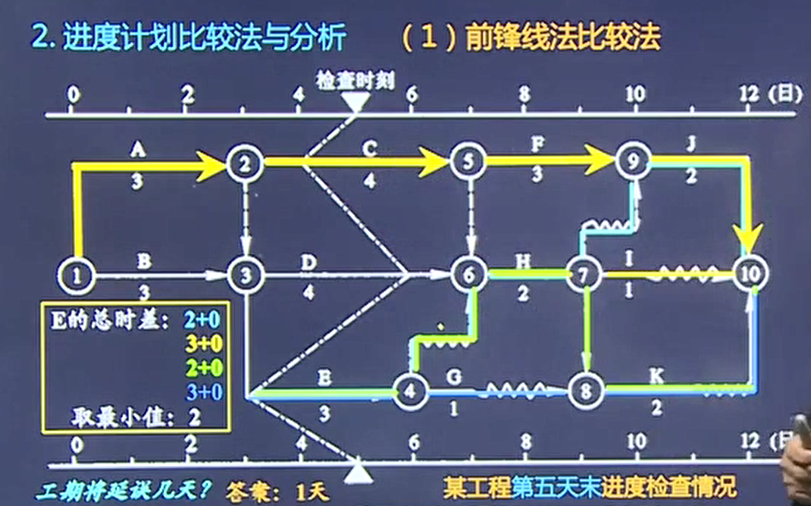 2. 进度计划比较法与分析 （1）前锋线法比较法
检查时刻
0 2 4 6 8 10 12 (日)
A C F J
② ⑤ ⑨
3 4 3 2
B D H I
① ③ ⑥ ⑦ ⑩
3 4 2 1
E的总时差：2+0
3+0
2+0
3+0
取最小值：2
E G K
④ ⑧
3 1 2
0 2 4 6 8 10 12 (日
工期将延误几天？ 答案：1天
某工程第五天末进度检查情况